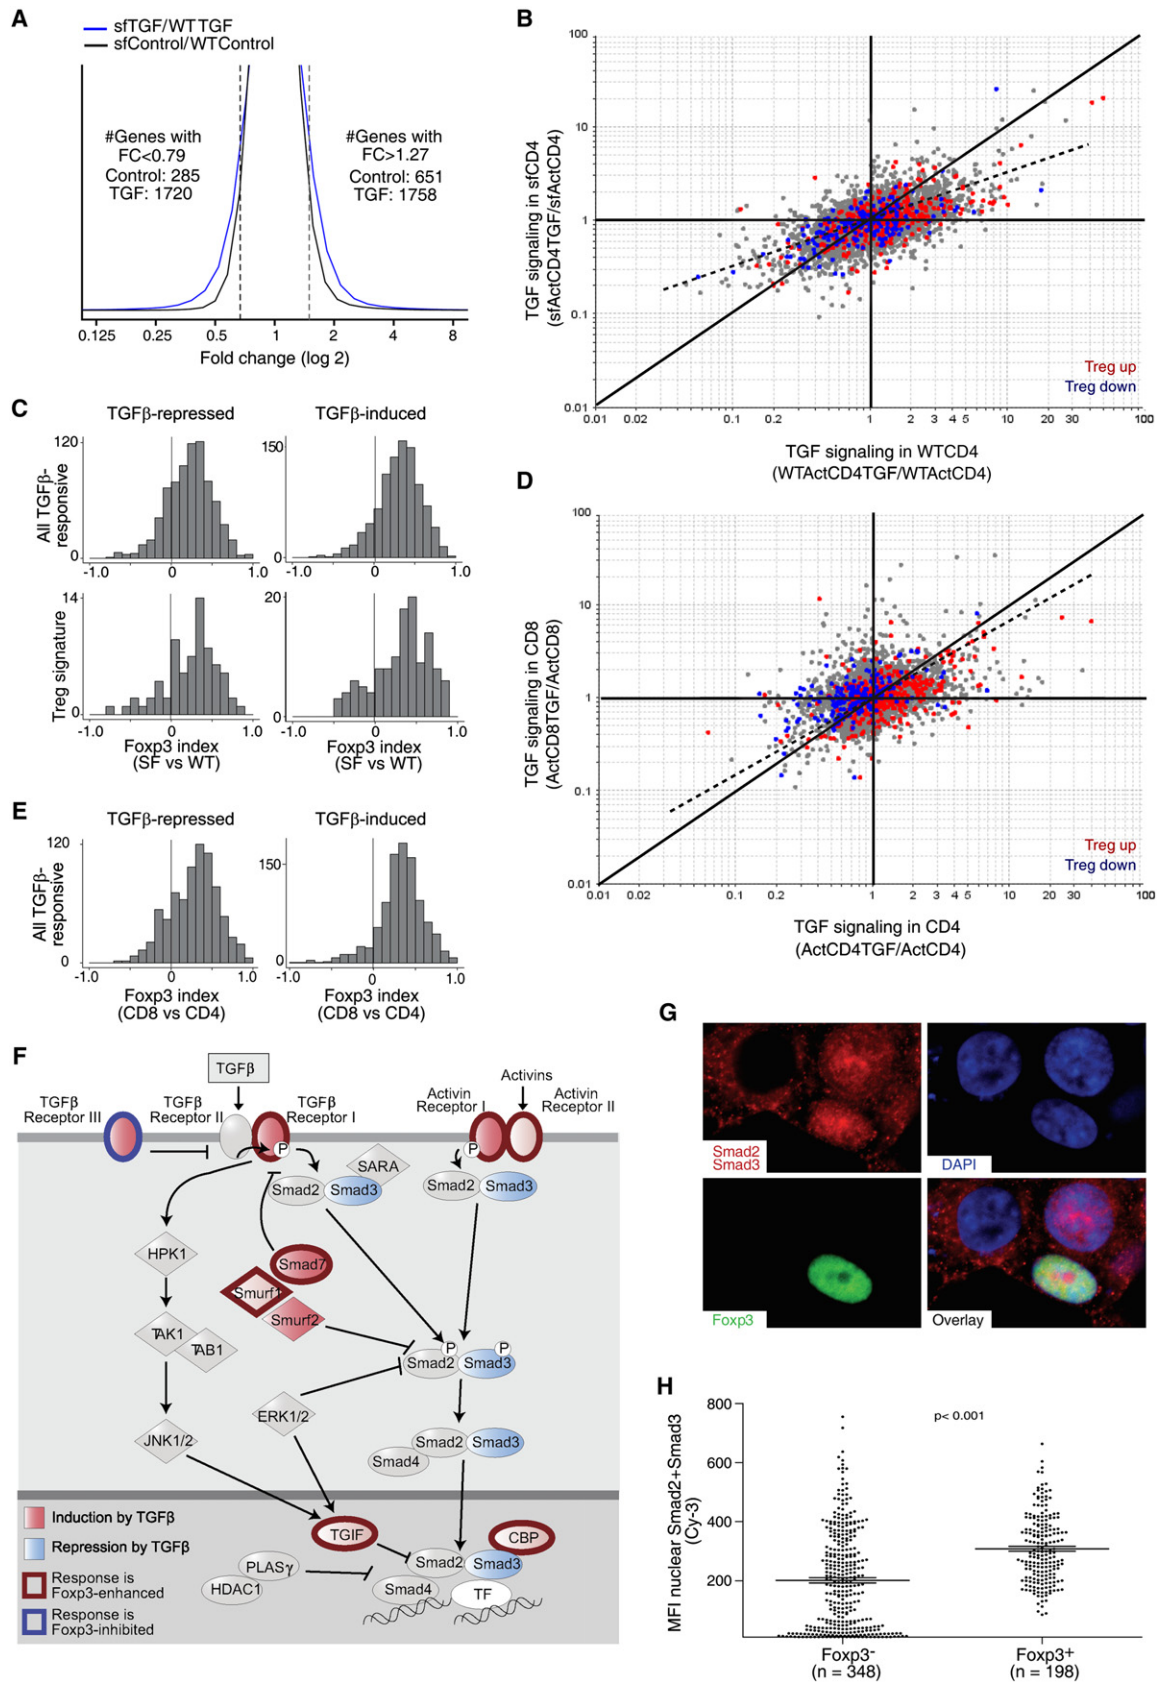 A
sfTGF/WTTGF
sfControl/WTControl
#Genes with
FC<0.79
Control: 285
TGF: 1720
#Genes with
FC>1.27
Control: 651
TGF: 1758
0.125 0.25 0.5 1 2 4 8
Fold change (log 2)
B
100
10
1
0.1
0.01
TGF signaling in sfCD4
(sfActCD4TGF/sfActCD4)
Treg up
Treg down
0.01 0.02 0.1 0.2 1 2 3 4 5 10 30 100
TGF signaling in WTCD4
(WTActCD4TGF/WTActCD4)
C
TGFβ-repressed
TGFβ-induced
All TGFβ-
responsive
120
0
-1.0 0 1.0
150
0
-1.0 0 1.0
Treg signature
14
0
-1.0 0 1.0
20
0
-1.0 0 1.0
Foxp3 index
(SF vs WT)
Foxp3 index
(SF vs WT)
D
100
10
1
0.1
0.01
TGF signaling in CD8
(ActCD8TGF/ActCD8)
Treg up
Treg down
0.01 0.02 0.1 0.2 1 2 3 4 5 10 30 100
TGF signaling in CD4
(ActCD4TGF/ActCD4)
E
TGFβ-repressed
TGFβ-induced
All TGFβ-
responsive
120
0
-1.0 0 1.0
150
0
-1.0 0 1.0
Foxp3 index
(CD8 vs CD4)
Foxp3 index
(CD8 vs CD4)
F
TGFβ
TGFβ
Receptor III
TGFβ
Receptor II
TGFβ
Receptor I
Activin
Receptor I
Activins
Activin
Receptor II
P
P
SARA
Smad2
Smad3
Smad2
Smad3
HPK1
Smad7
Smurf1
Smurf2
TAK1
TAB1
P
P
Smad2
Smad3
ERK1/2
JNK1/2
Smad2
Smad3
Smad4
TGIF
CBP
Smad2
Smad3
PLASγ
HDAC1
Smad4
TF
Induction by TGFβ
Repression by TGFβ
Response is
Foxp3-enhanced
Response is
Foxp3-inhibited
G
Smad2
Smad3
DAPI
Foxp3
Overlay
H
800
600
400
200
MFI nuclear Smad2+Smad3
(Cy-3)
p< 0.001
Foxp3-
(n = 348)
Foxp3+
(n = 198)